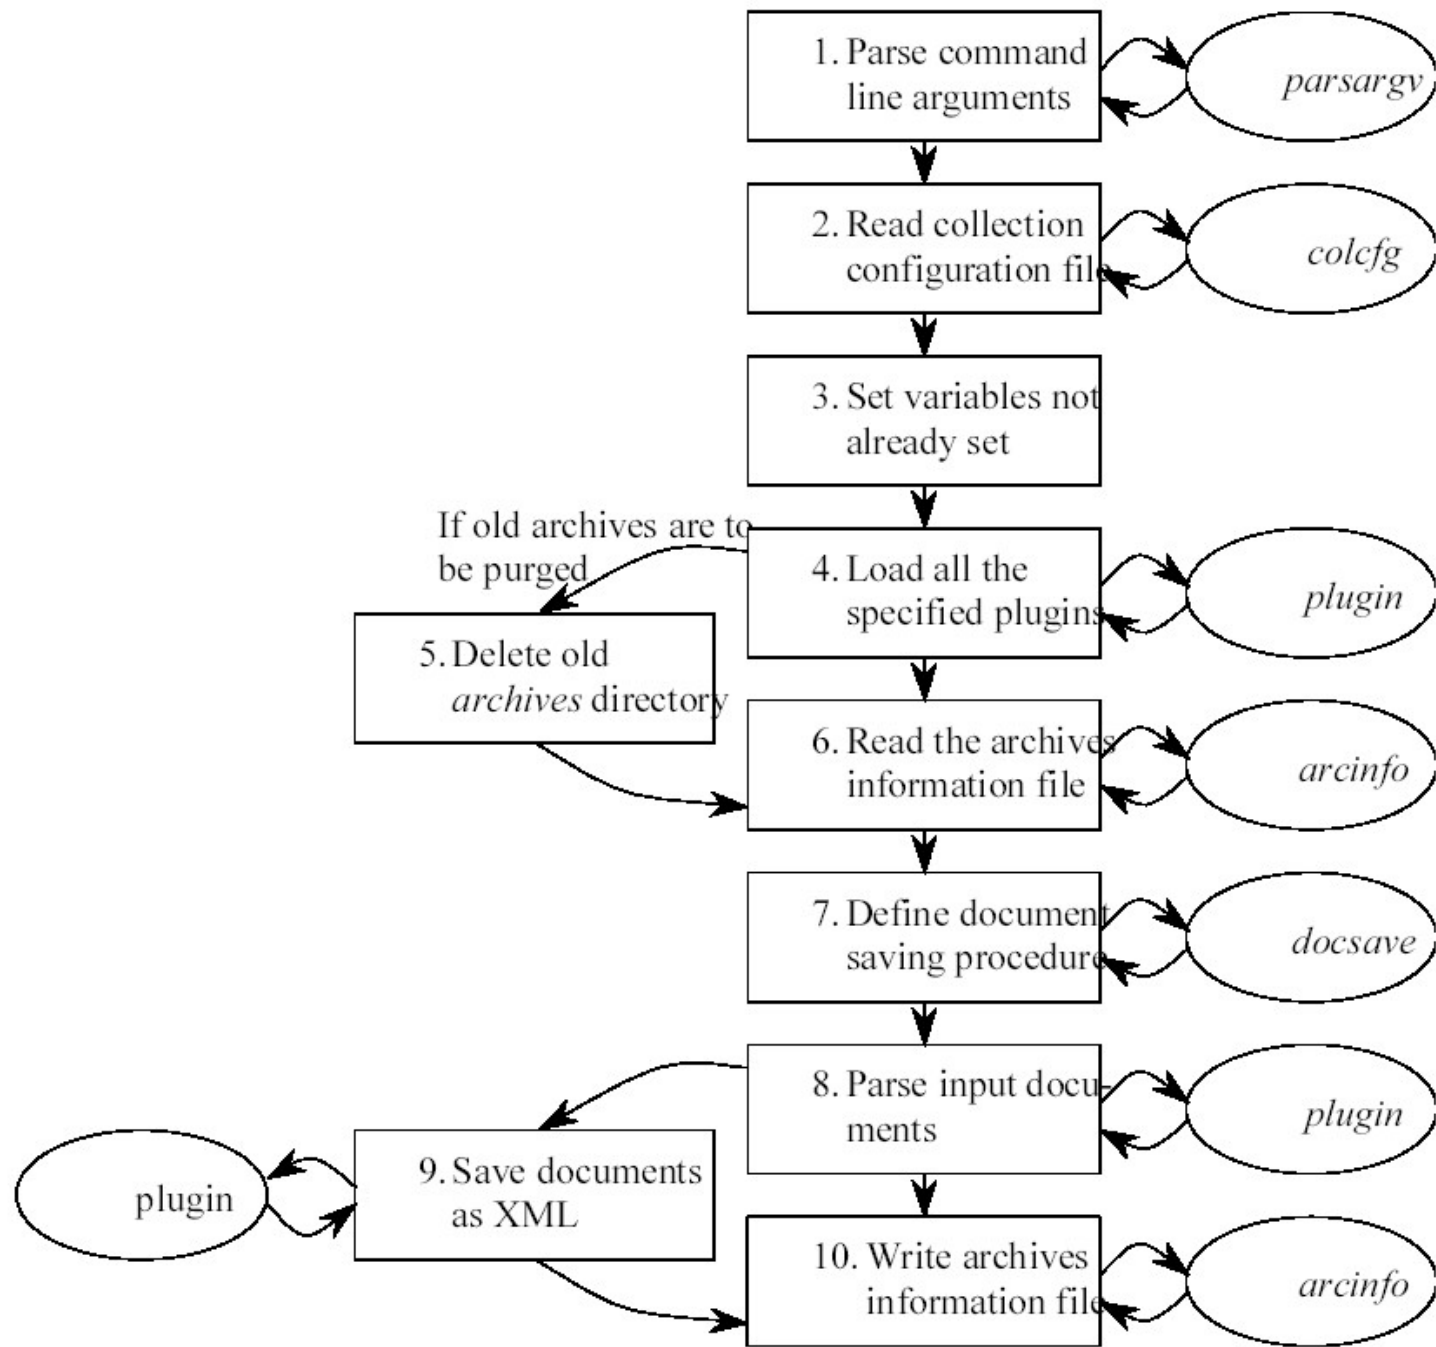 1. Parse command
line arguments
parsargv
2. Read collection
configuration file
colcfg
3. Set variables not
already set
If old archives are to
be purged
4. Load all the
specified plugins
plugin
5. Delete old
archives directory
6. Read the archives
information file
arcinfo
7. Define document
saving procedure
docsave
8. Parse input docu-
ments
plugin
9. Save documents
as XML
plugin
10. Write archives
information file
arcinfo